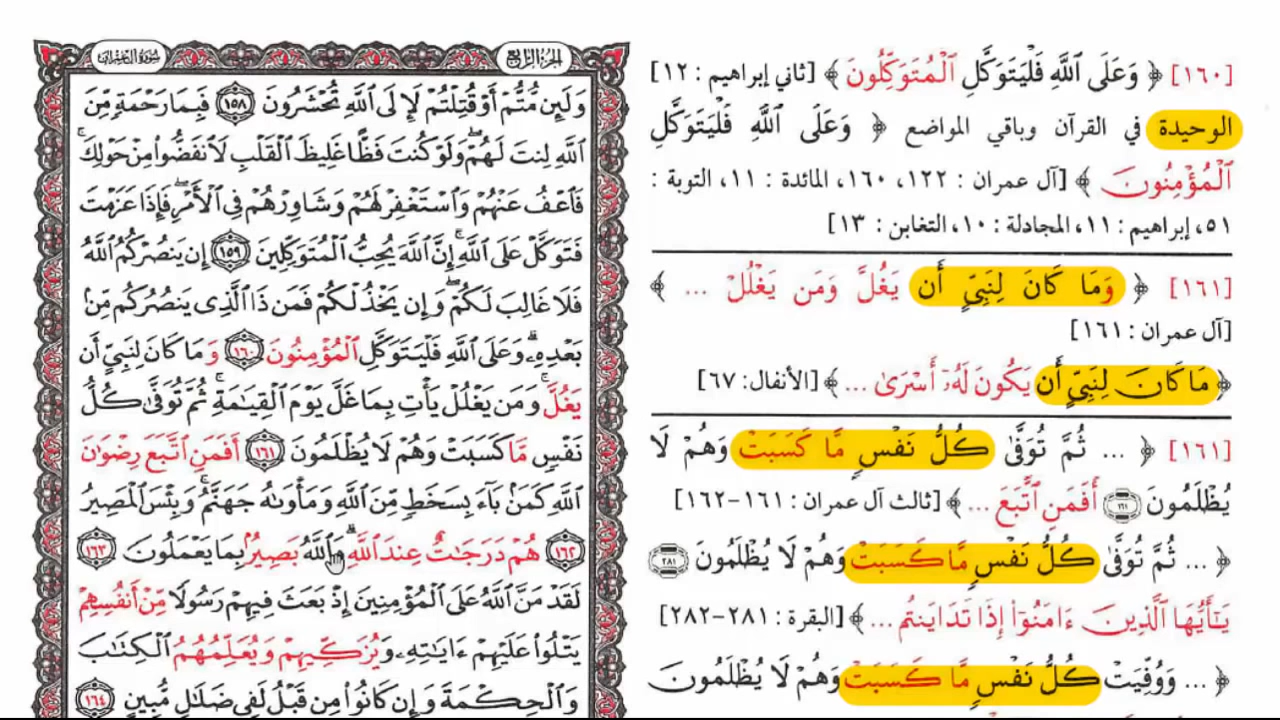 الجزء الرابع
سورة آل عمران
وَلَئِن مُّتُّمْ أَوْ قُتِلْتُمْ لَإِلَى ٱللَّهِ تُحْشَرُونَ ١٥٨ فَبِمَا رَحْمَةٍ مِّنَ
ٱللَّهِ لِنتَ لَهُمْ ۖ وَلَوْ كُنتَ فَظًّا غَلِيظَ ٱلْقَلْبِ لَٱنفَضُّوا۟ مِنْ حَوْلِكَ ۖ
فَٱعْفُ عَنْهُمْ وَٱسْتَغْفِرْ لَهُمْ وَشَاوِرْهُمْ فِى ٱلْأَمْرِ ۖ فَإِذَا عَزَمْتَ
فَتَوَكَّلْ عَلَى ٱللَّهِ ۚ إِنَّ ٱللَّهَ يُحِبُّ ٱلْمُتَوَكِّلِينَ ١٥٩ إِن يَنصُرْكُمُ ٱللَّهُ
فَلَا غَالِبَ لَكُمْ ۖ وَإِن يَخْذُلْكُمْ فَمَن ذَا ٱلَّذِى يَنصُرُكُم مِّنۢ
بَعْدِهِۦ ۗ وَعَلَى ٱللَّهِ فَلْيَتَوَكَّلِ ٱلْمُؤْمِنُونَ ١٦٠ وَمَا كَانَ لِنَبِىٍّ أَن
يَغُلَّ ۚ وَمَن يَغْلُلْ يَأْتِ بِمَا غَلَّ يَوْمَ ٱلْقِيَـٰمَةِ ۚ ثُمَّ تُوَفَّىٰ كُلُّ
نَفْسٍ مَّا كَسَبَتْ وَهُمْ لَا يُظْلَمُونَ ١٦١ أَفَمَنِ ٱتَّبَعَ رِضْوَٰنَ
ٱللَّهِ كَمَنۢ بَآءَ بِسَخَطٍ مِّنَ ٱللَّهِ وَمَأْوَىٰهُ جَهَنَّمُ ۚ وَبِئْسَ ٱلْمَصِيرُ
١٦٢ هُمْ دَرَجَـٰتٌ عِندَ ٱللَّهِ ۗ وَٱللَّهُ بَصِيرٌۢ بِمَا يَعْمَلُونَ ١٦٣
لَقَدْ مَنَّ ٱللَّهُ عَلَى ٱلْمُؤْمِنِينَ إِذْ بَعَثَ فِيهِمْ رَسُولًا مِّنْ أَنفُسِهِمْ
يَتْلُوا۟ عَلَيْهِمْ ءَايَـٰتِهِۦ وَيُزَكِّيهِمْ وَيُعَلِّمُهُمُ ٱلْكِتَـٰبَ
وَٱلْحِكْمَةَ وَإِن كَانُوا۟ مِن قَبْلُ لَفِى ضَلَـٰلٍ مُّبِينٍ ١٦٤
[١٦٠] ﴿ وَعَلَى ٱللَّهِ فَلْيَتَوَكَّلِ ٱلْمُتَوَكِّلُونَ ﴾ [ثاني إبراهيم : ١٢]
الوحيدة في القرآن وباقي المواضع ﴿ وَعَلَى ٱللَّهِ فَلْيَتَوَكَّلِ
ٱلْمُؤْمِنُونَ ﴾ [آل عمران : ١٢٢، ١٦٠، المائدة : ١١، التوبة :
٥١، إبراهيم : ١١، المجادلة : ١٠، التغابن : ١٣]
[١٦١] ﴿ وَمَا كَانَ لِنَبِىٍّ أَن يَغُلَّ وَمَن يَغْلُلْ ... ﴾
[آل عمران : ١٦١]
﴿ مَا كَانَ لِنَبِىٍّ أَن يَكُونَ لَهُۥٓ أَسْرَىٰ ... ﴾ [الأنفال: ٦٧]
[١٦١] ﴿ ... ثُمَّ تُوَفَّىٰ كُلُّ نَفْسٍ مَّا كَسَبَتْ وَهُمْ لَا
يُظْلَمُونَ ١٦١ أَفَمَنِ ٱتَّبَعَ ... ﴾ [ثالث آل عمران : ١٦١-١٦٢]
﴿ ... ثُمَّ تُوَفَّىٰ كُلُّ نَفْسٍ مَّا كَسَبَتْ وَهُمْ لَا يُظْلَمُونَ ٢٨١
يَـٰٓأَيُّهَا ٱلَّذِينَ ءَامَنُوٓا۟ إِذَا تَدَايَنتُم ... ﴾ [البقرة : ٢٨١-٢٨٢]
﴿ ... وَوُفِّيَتْ كُلُّ نَفْسٍ مَّا كَسَبَتْ وَهُمْ لَا يُظْلَمُونَ